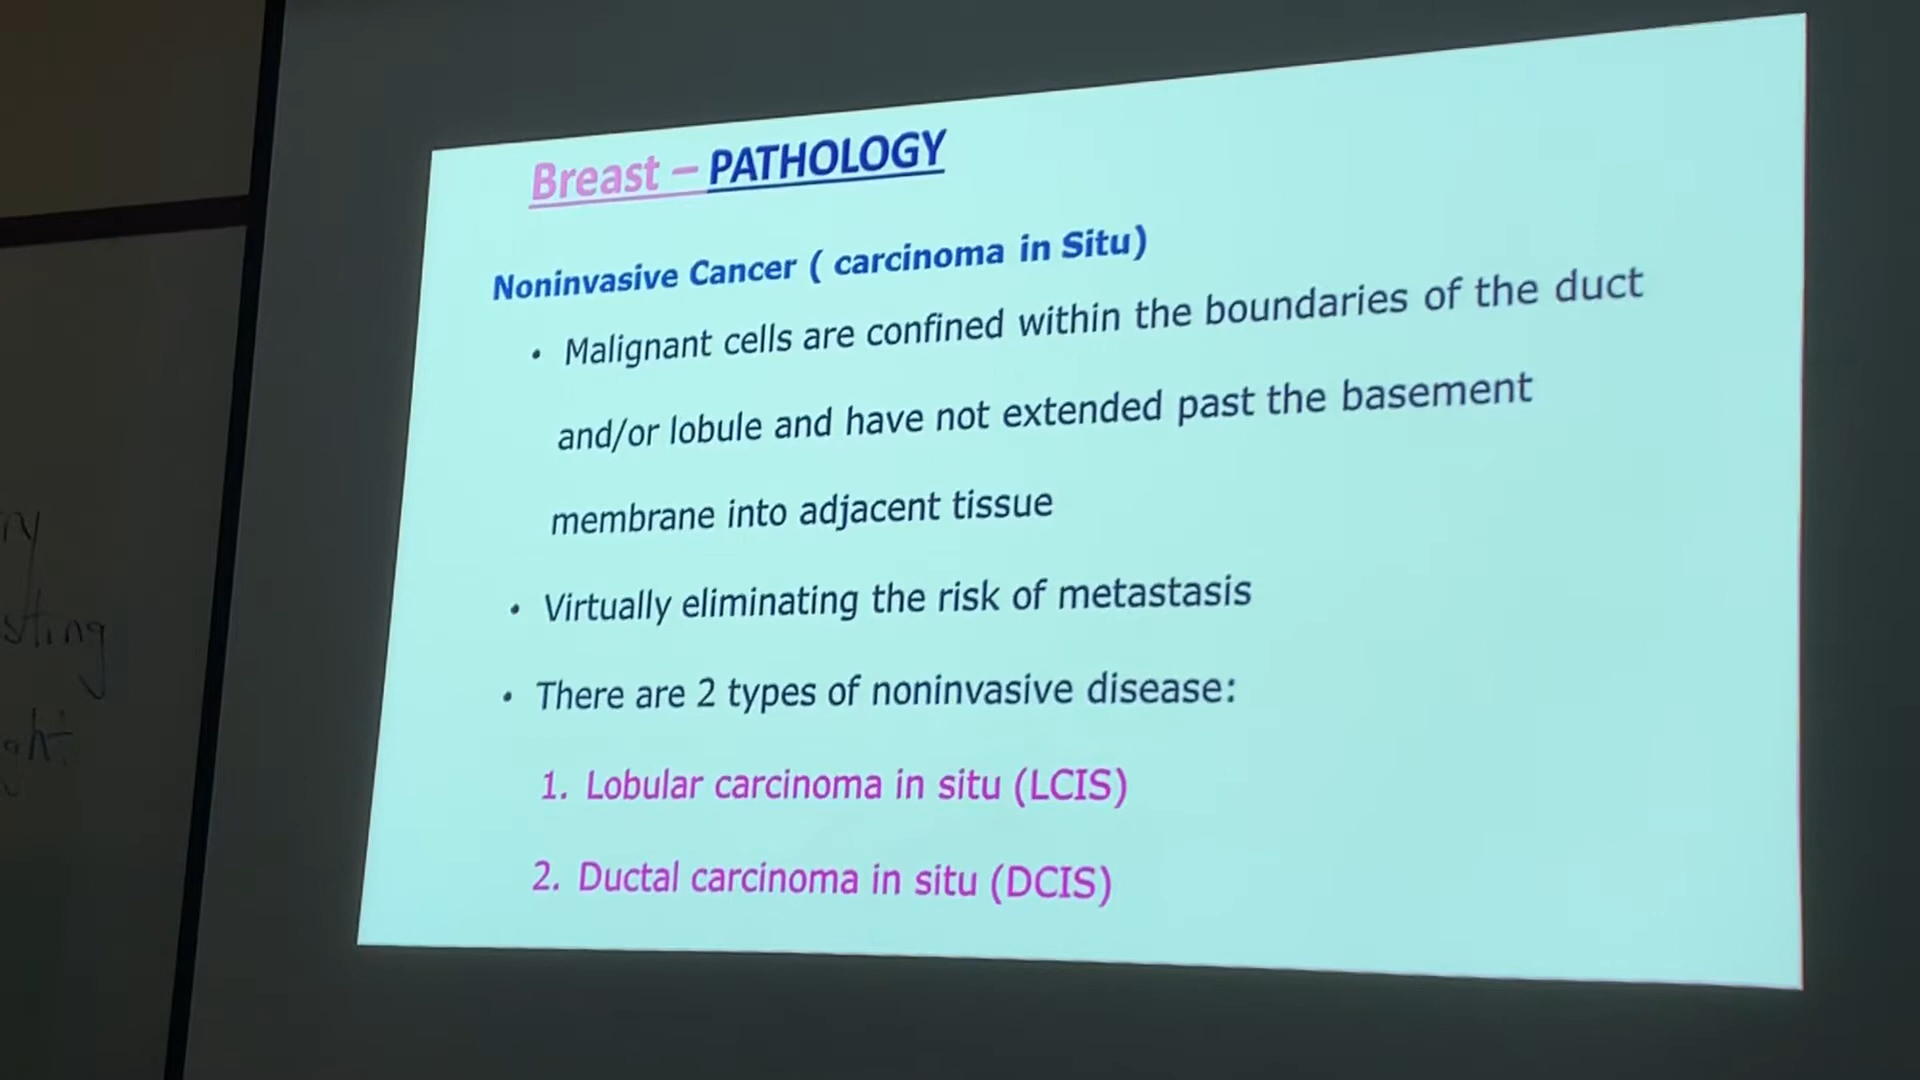 Breast – PATHOLOGY
Noninvasive Cancer ( carcinoma in Situ)
• Malignant cells are confined within the boundaries of the duct
and/or lobule and have not extended past the basement
membrane into adjacent tissue
• Virtually eliminating the risk of metastasis
• There are 2 types of noninvasive disease:
1. Lobular carcinoma in situ (LCIS)
2. Ductal carcinoma in situ (DCIS)